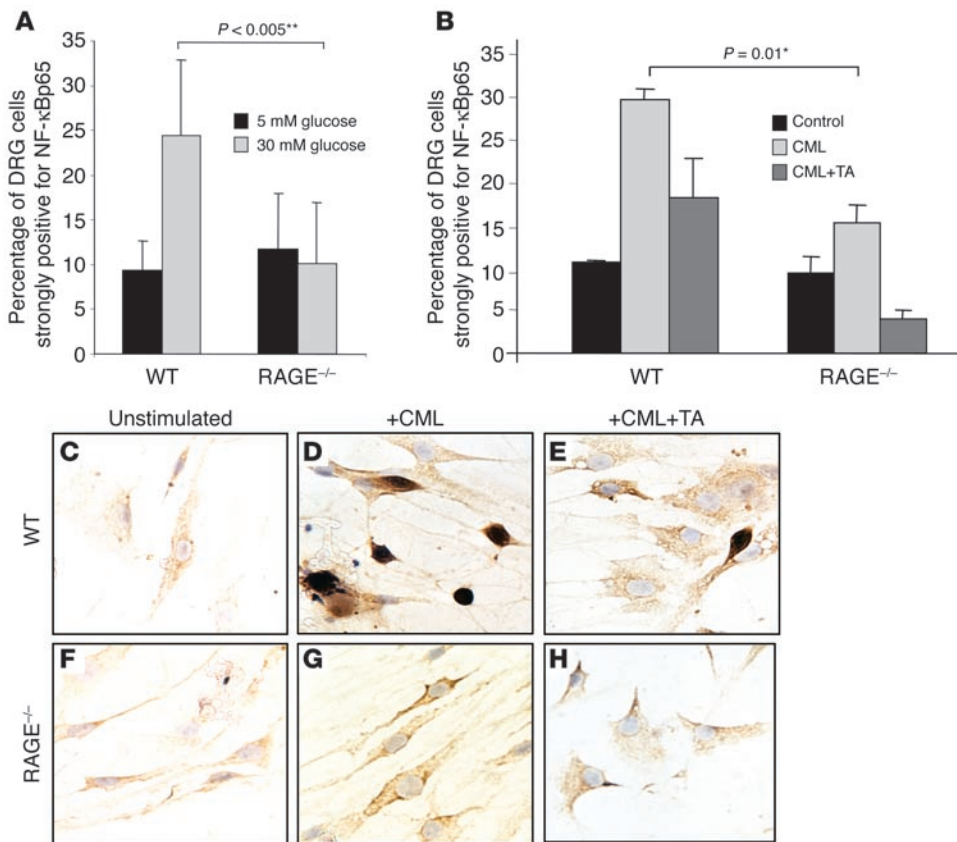 A
P < 0.005**
Percentage of DRG cells
strongly positive for NF-κBp65
35
30
25
20
15
10
5
0
5 mM glucose
30 mM glucose
WT
RAGE–/–
B
P = 0.01*
Percentage of DRG cells
strongly positive for NF-κBp65
35
30
25
20
15
10
5
0
Control
CML
CML+TA
WT
RAGE–/–
Unstimulated
+CML
+CML+TA
WT
C
D
E
RAGE–/–
F
G
H